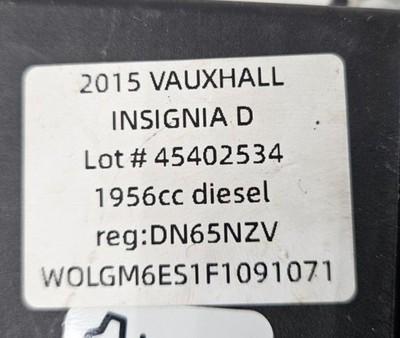 2015 VAUXHALL
INSIGNIA D
Lot # 45402534
1956cc diesel
reg:DN65NZV
WOLGM6ES1F1091071